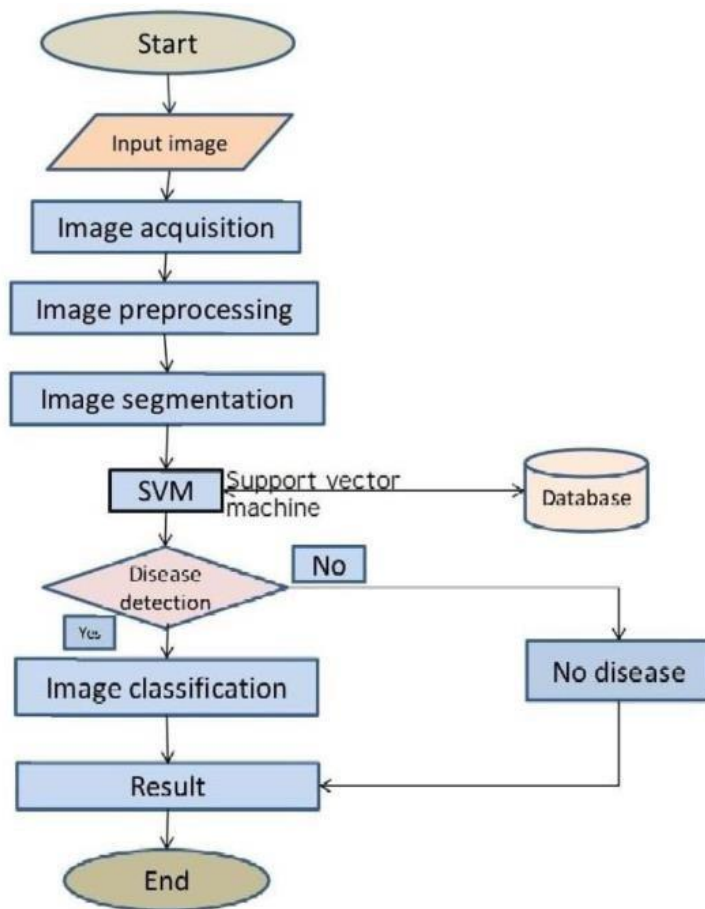 Start
Input image
Image acquisition
Image preprocessing
Image segmentation
SVM
Support vector
machine
Database
Disease
detection
No
Yes
Image classification
No disease
Result
End